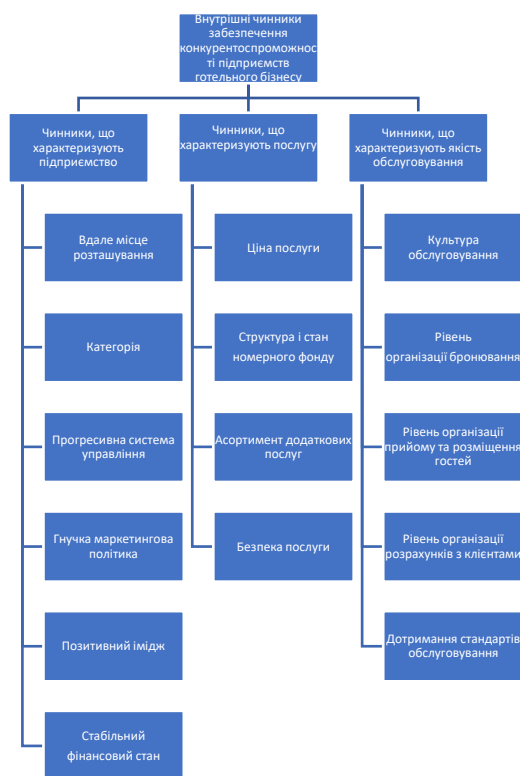 Внутрішні чинники
забезпечення
конкурентоспроможнос
ті підприємств
готельного бізнесу
Чинники, що
характеризують
підприємство
Вдале місце
розташування
Категорія
Прогресивна система
управління
Гнучка маркетингова
політика
Позитивний імідж
Стабільний
фінансовий стан
Чинники, що
характеризують послугу
Ціна послуги
Структура і стан
номерного фонду
Асортимент додаткових
послуг
Безпека послуги
Чинники, що
характеризують якість
обслуговування
Культура
обслуговування
Рівень
організації бронювання
Рівень організації
прийому та розміщення
гостей
Рівень організації
розрахунків з клієнтами
Дотримання стандартів
обслуговування